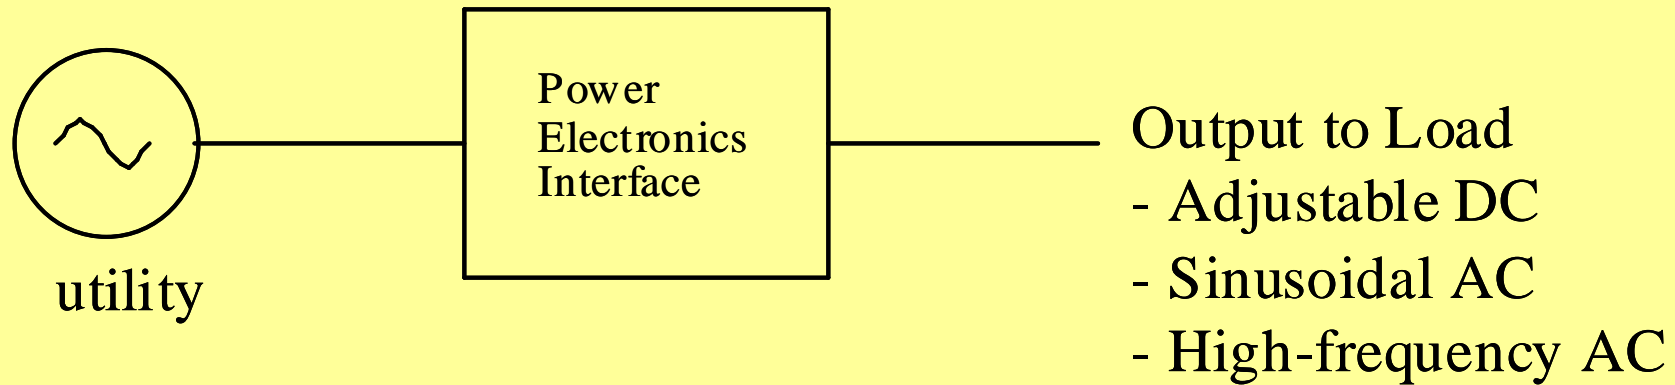 Power
Electronics
Interface
utility
Output to Load
- Adjustable DC
- Sinusoidal AC
- High-frequency AC